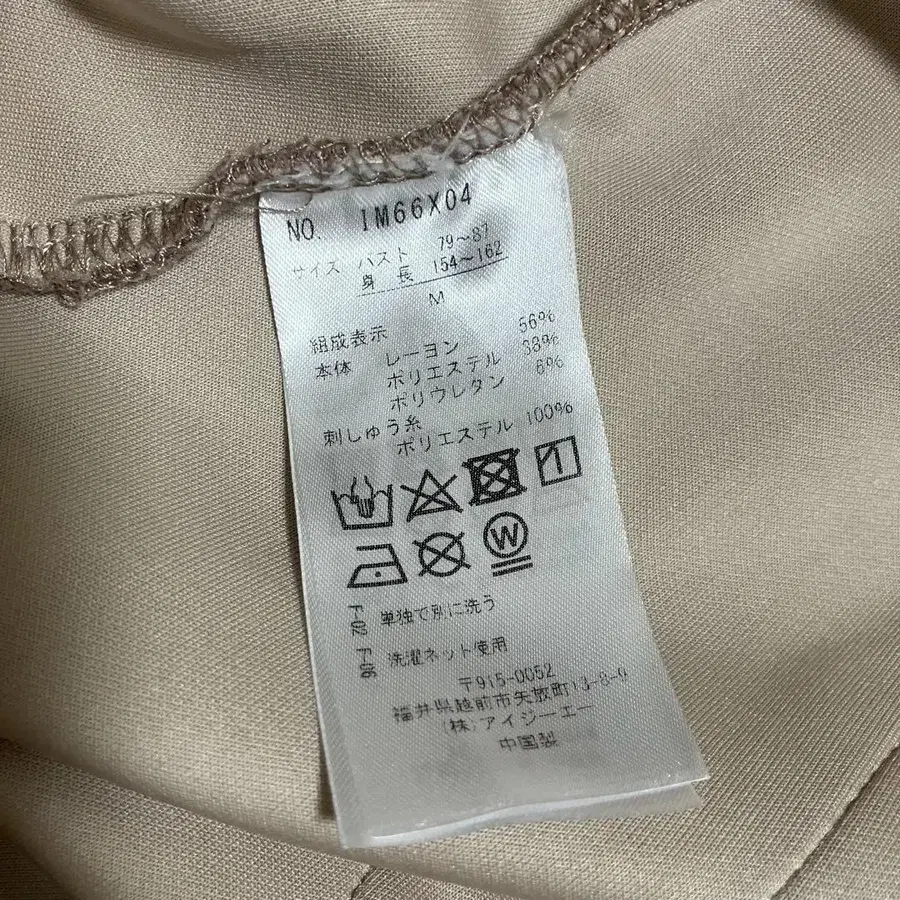 NO. IM66X04
サイズ バスト 79～87
身長 154～162
M
組成表示
本体 レーヨン 56%
ポリエステル 38%
ポリウレタン 6%
刺しゅう糸
ポリエステル 100%
W
F-02 単独で別に洗う
F-06 洗濯ネット使用
〒915-0052
福井県越前市矢放町13-8-9
(株)アイジーエー
中国製